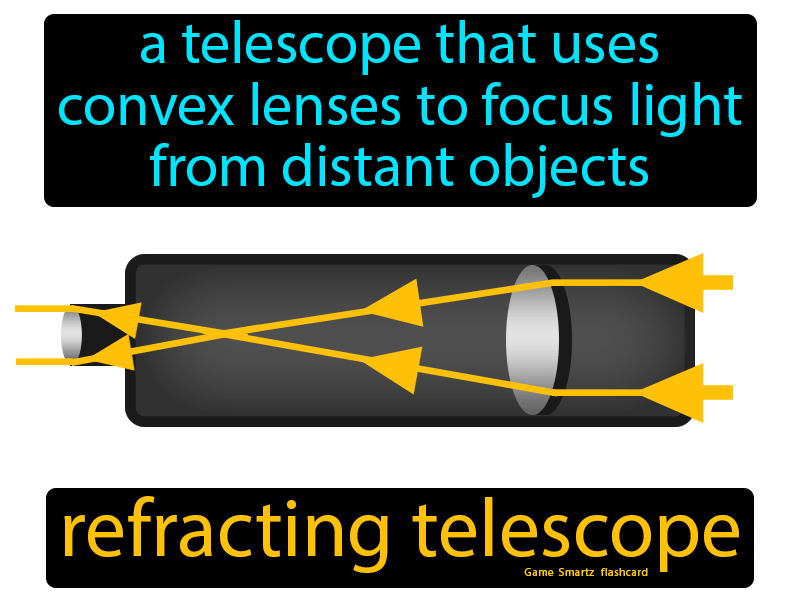 a telescope that uses
convex lenses to focus light
from distant objects
refracting telescope
Game Smartz flashcard